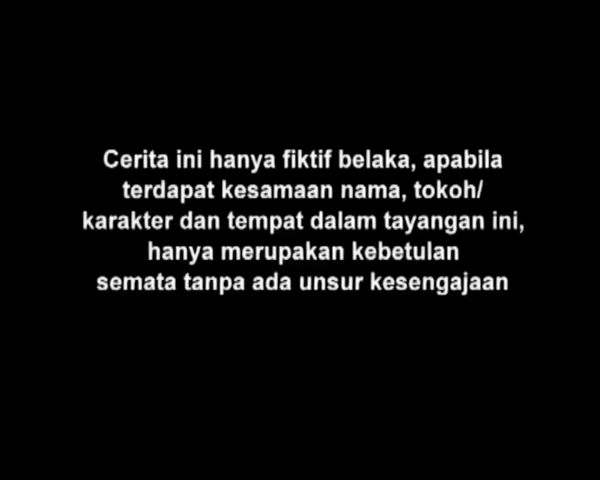 Cerita ini hanya fiktif belaka, apabila
terdapat kesamaan nama, tokoh/
karakter dan tempat dalam tayangan ini,
hanya merupakan kebetulan
semata tanpa ada unsur kesengajaan